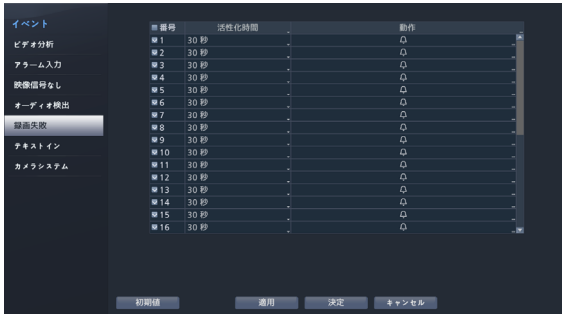 イベント
ビデオ分析
アラーム入力
映像信号なし
オーディオ検出
録画失敗
テキストイン
カメラシステム
番号 活性化時間 動作
1 30 秒
2 30 秒
3 30 秒
4 30 秒
5 30 秒
6 30 秒
7 30 秒
8 30 秒
9 30 秒
10 30 秒
11 30 秒
12 30 秒
13 30 秒
14 30 秒
15 30 秒
16 30 秒
初期値 適用 決定 キャンセル